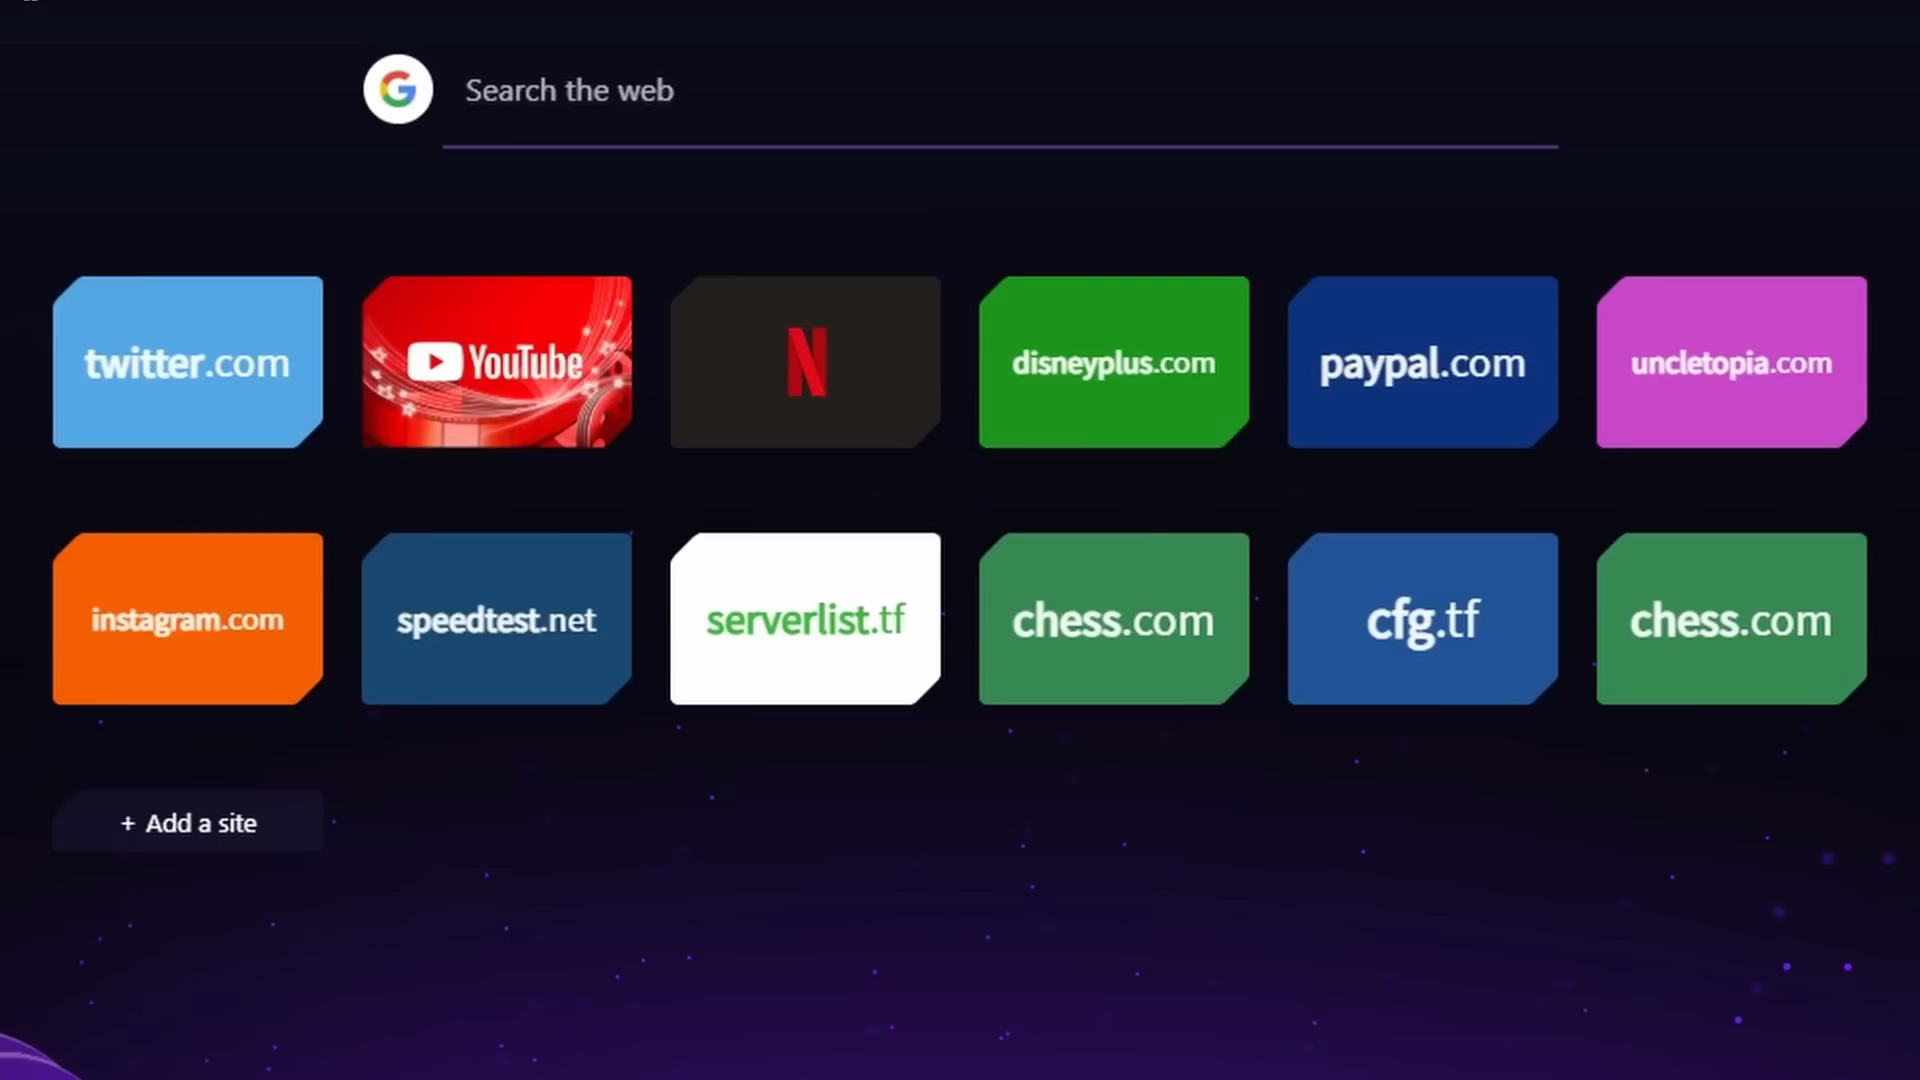 Search the web
twitter.com
YouTube
N
disneyplus.com
paypal.com
uncletopia.com
instagram.com
speedtest.net
serverlist.tf
chess.com
cfg.tf
chess.com
+ Add a site